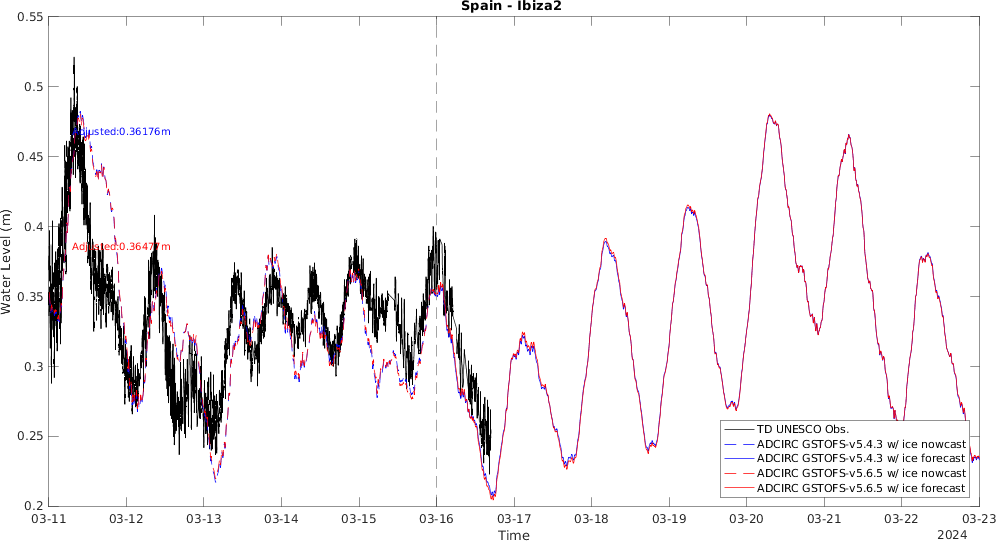 Spain - Ibiza2
0.55
0.5
0.45
0.4
0.35
0.3
0.25
0.2
Water Level (m)
Adjusted:0.36176m
Adjusted:0.36477m
TD UNESCO Obs.
ADCIRC GSTOFS-v5.4.3 w/ ice nowcast
ADCIRC GSTOFS-v5.4.3 w/ ice forecast
ADCIRC GSTOFS-v5.6.5 w/ ice nowcast
ADCIRC GSTOFS-v5.6.5 w/ ice forecast
03-11 03-12 03-13 03-14 03-15 03-16 03-17 03-18 03-19 03-20 03-21 03-22 03-23
Time
2024